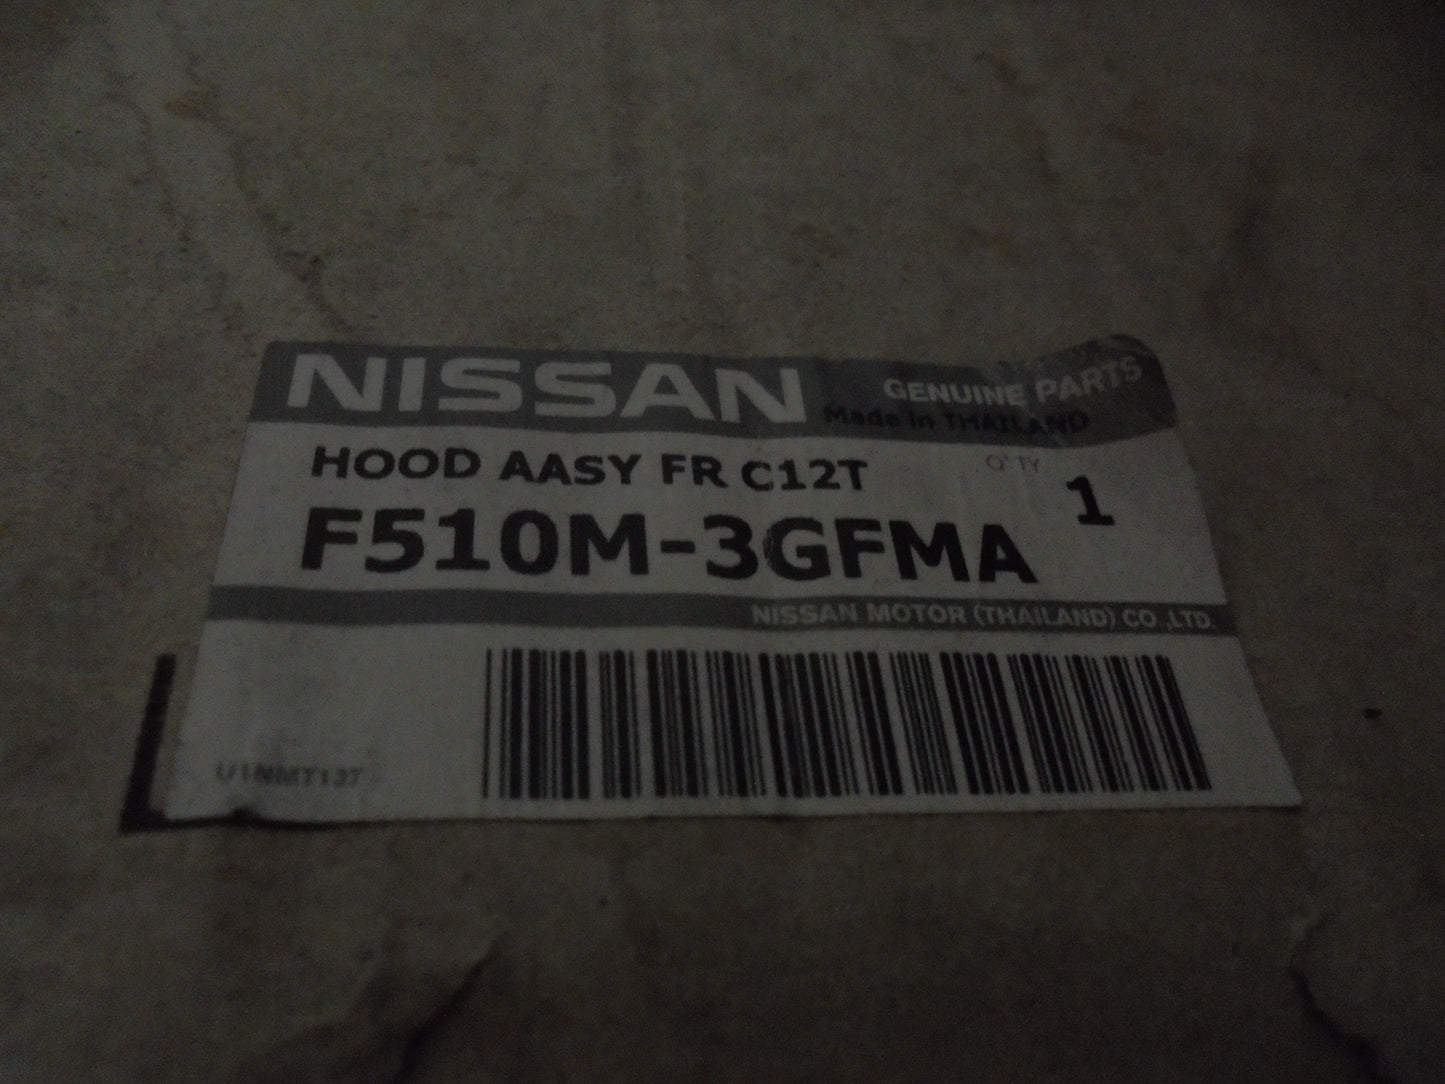 NISSAN GENUINE PARTS
Made in THAILAND
HOOD AASY FR C12T Q'TY 1
F510M-3GFMA
NISSAN MOTOR (THAILAND) CO.,LTD.